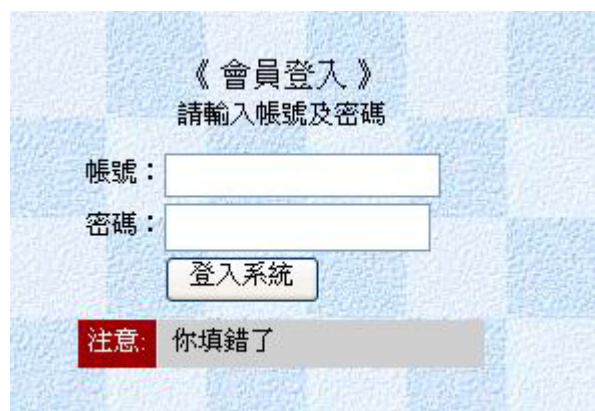 《 會員登入 》
請輸入帳號及密碼
帳號：
密碼：
登入系統
注意: 你填錯了